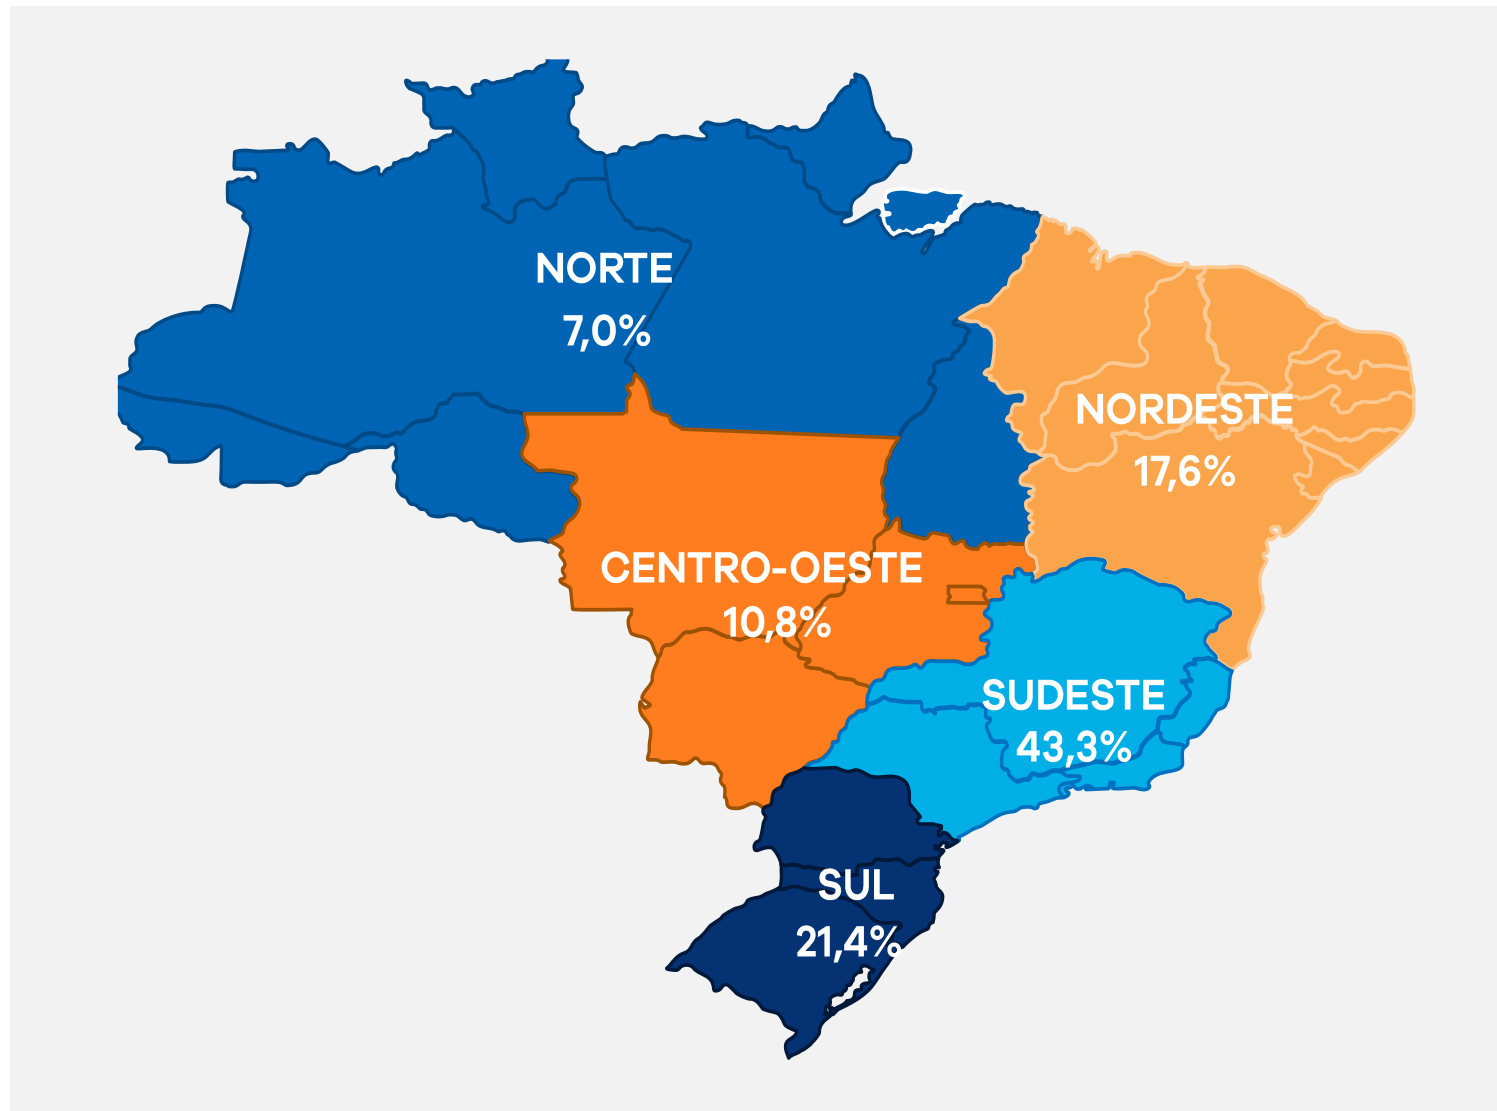 NORTE
7,0%
NORDESTE
17,6%
CENTRO-OESTE
10,8%
SUDESTE
43,3%
SUL
21,4%